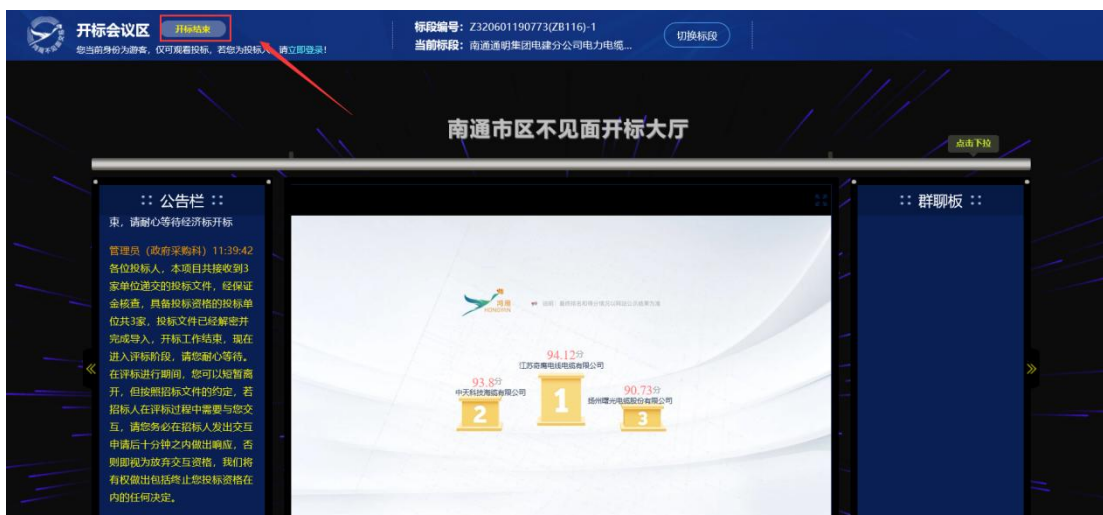 开标会议区
开标结束
您当前身份为游客，仅可观看投标，若您为投标人，请立即登录!
标段编号：Z320601190773(ZB116)-1
当前标段：南通通明集团电建分公司电力电缆...
切换标段
南通市区不见面开标大厅
点击下拉
:: 公告栏 ::
束，请耐心等待经济标开标
管理员（政府采购科）11:39:42
各位投标人，本项目共接收到3
家单位递交的投标文件，经保证
金核查，具备投标资格的投标单
位共3家，投标文件已经解密并
完成导入，开标工作结束，现在
进入评标阶段，请您耐心等待。
在评标进行期间，您可以短暂离
开，但按照招标文件的约定，若
招标人在评标过程中需要与您交
互，请您务必在招标人发出交互
申请后十分钟之内做出响应，否
则即视为放弃交互资格，我们将
有权做出包括终止您投标资格在
内的任何决定。
鸿雁
HONGYAN
94.12分
江苏奇鹰电线电缆有限公司
93.8分
中天科技海缆有限公司
90.73分
扬州曙光电缆股份有限公司
1
2
3
:: 群聊板 ::